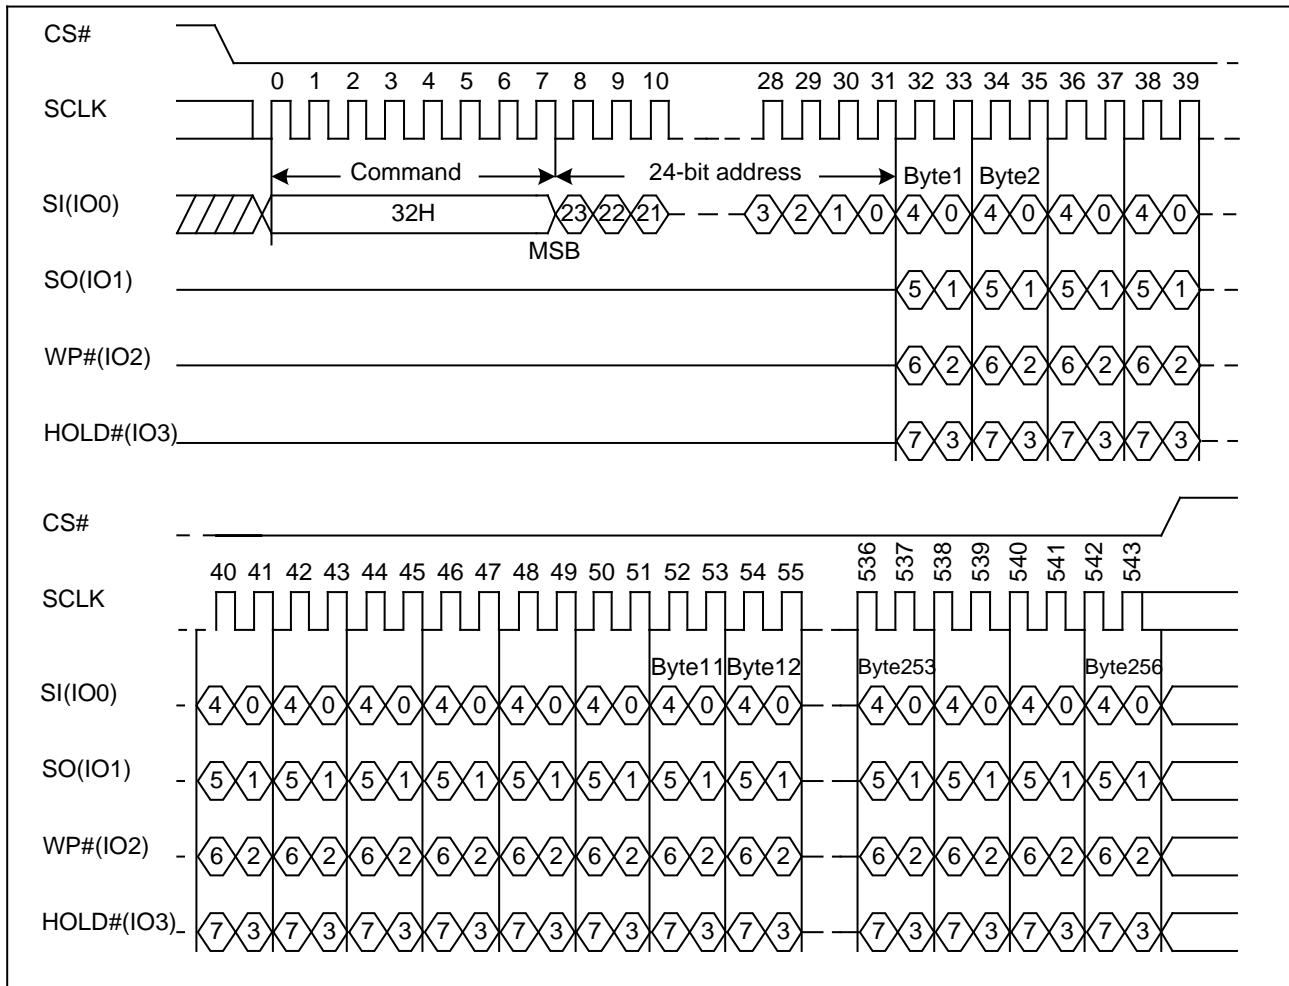 CS#
0 1 2 3 4 5 6 7 8 9 10 28 29 30 31 32 33 34 35 36 37 38 39
SCLK
Command 24-bit address Byte1 Byte2
SI(IO0) 32H 23 22 21 3 2 1 0 4 0 4 0 4 0 4 0
MSB
SO(IO1) 5 1 5 1 5 1 5 1
WP#(IO2) 6 2 6 2 6 2 6 2
HOLD#(IO3) 7 3 7 3 7 3 7 3
CS#
40 41 42 43 44 45 46 47 48 49 50 51 52 53 54 55 536 537 538 539 540 541 542 543
SCLK
Byte11 Byte12 Byte253 Byte256
SI(IO0) 4 0 4 0 4 0 4 0 4 0 4 0 4 0 4 0 4 0 4 0 4 0 4 0
SO(IO1) 5 1 5 1 5 1 5 1 5 1 5 1 5 1 5 1 5 1 5 1 5 1 5 1
WP#(IO2) 6 2 6 2 6 2 6 2 6 2 6 2 6 2 6 2 6 2 6 2 6 2 6 2
HOLD#(IO3) 7 3 7 3 7 3 7 3 7 3 7 3 7 3 7 3 7 3 7 3 7 3 7 3